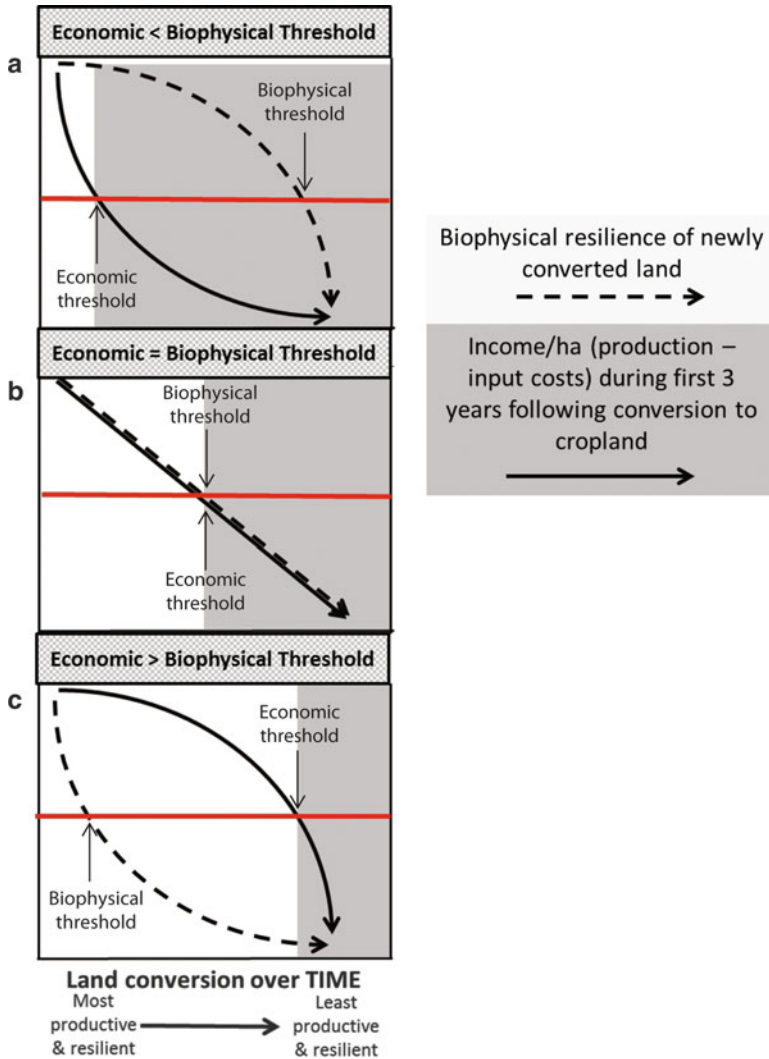 Economic < Biophysical Threshold
a
Biophysical
threshold
Economic
threshold
Economic = Biophysical Threshold
b
Biophysical
threshold
Economic
threshold
Economic > Biophysical Threshold
c
Economic
threshold
Biophysical
threshold
Land conversion over TIME
Most
productive
& resilient
Least
productive
& resilient
Biophysical resilience of newly
converted land
Income/ha (production –
input costs) during first 3
years following conversion to
cropland